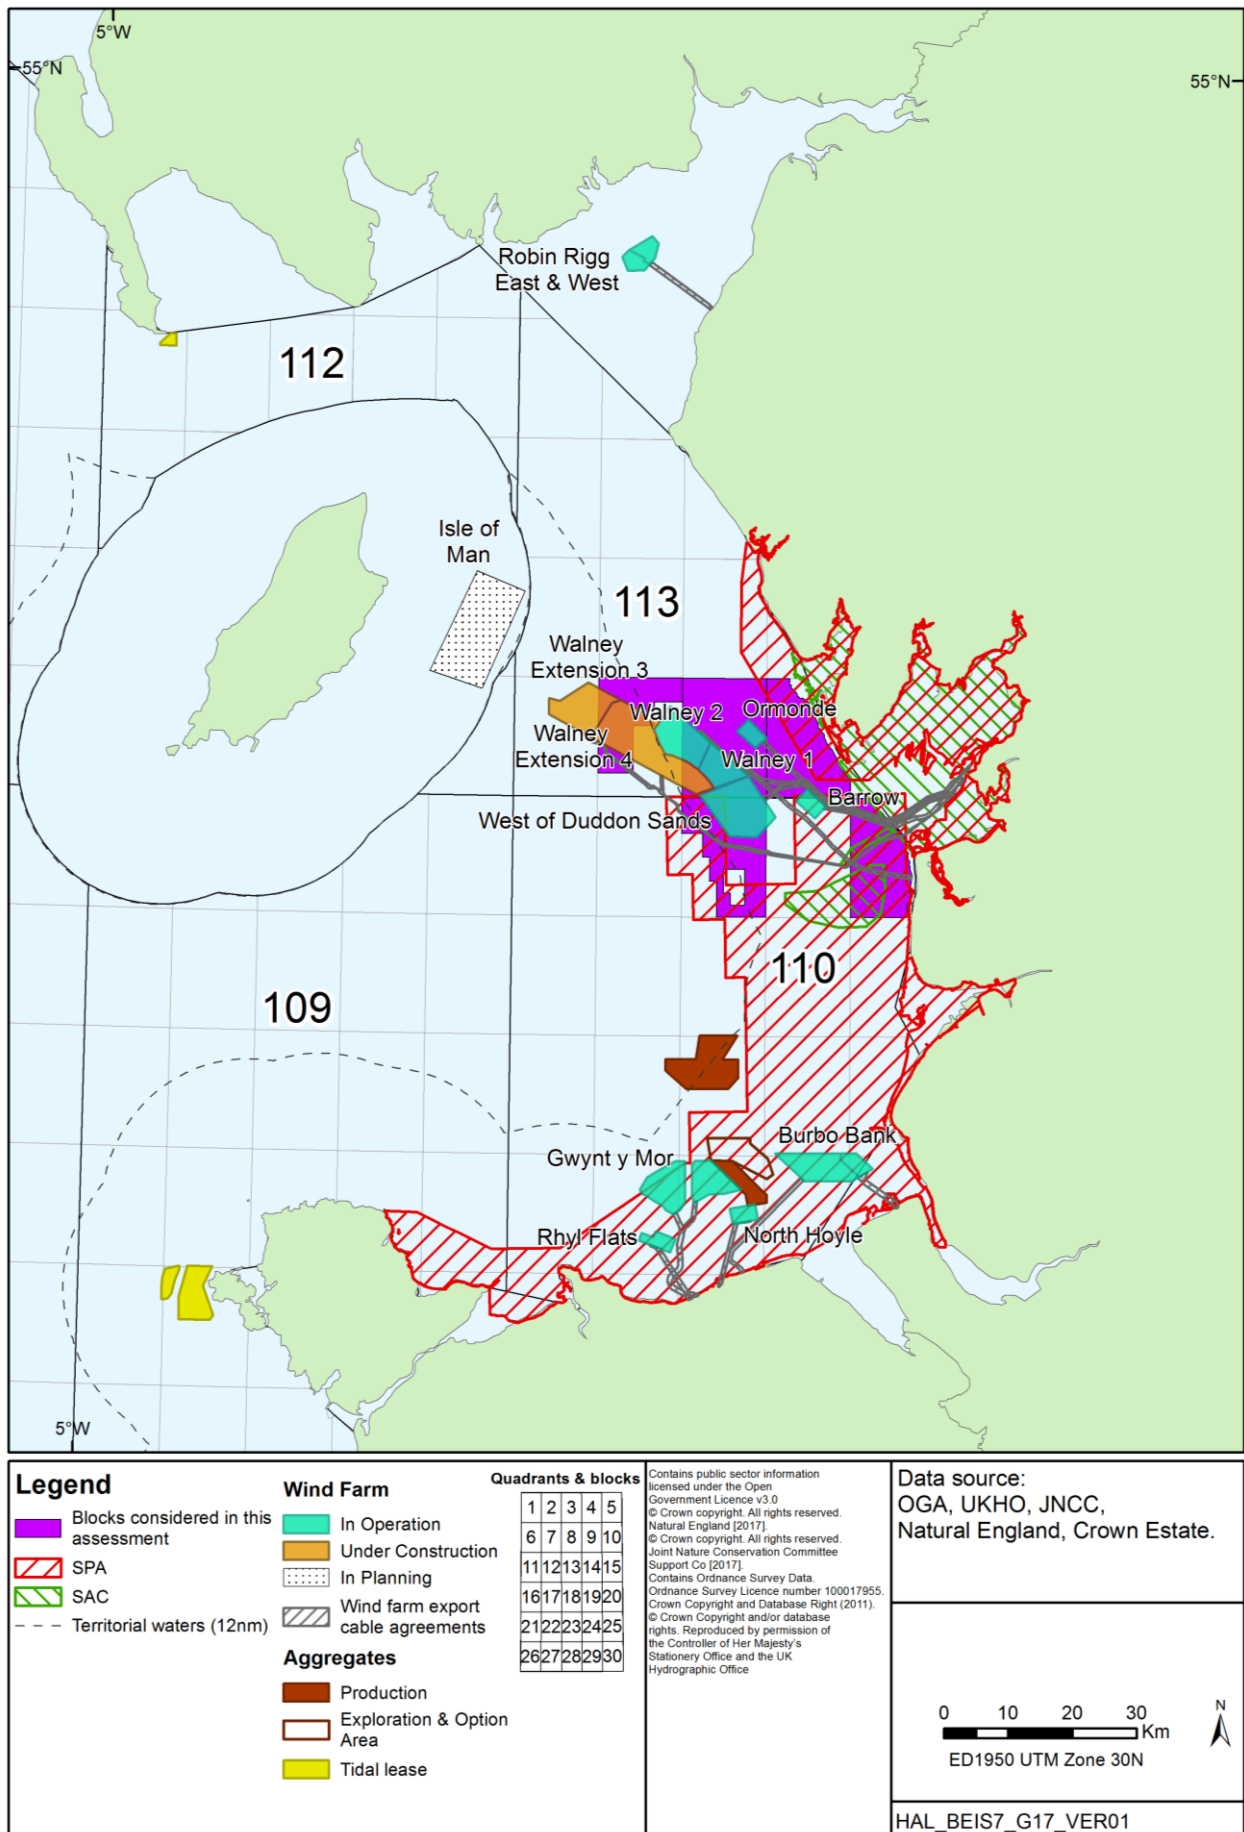 5°W
55°N
55°N
Robin Rigg
East & West
112
Isle of
Man
113
Walney
Extension 3
Walney 2
Ormonde
Walney
Extension 4
Walney 1
Barrow
West of Duddon Sands
110
109
Burbo Bank
Gwynt y Mor
Rhyl Flats
North Hoyle
5°W
Legend
Blocks considered in this
assessment
SPA
SAC
Territorial waters (12nm)
Wind Farm
In Operation
Under Construction
In Planning
Wind farm export
cable agreements
Aggregates
Production
Exploration & Option
Area
Tidal lease
Quadrants & blocks
1 2 3 4 5
6 7 8 9 10
11 12 13 14 15
16 17 18 19 20
21 22 23 24 25
26 27 28 29 30
Contains public sector information
licensed under the Open
Government Licence v3.0
© Crown copyright. All rights reserved.
Natural England [2017].
© Crown copyright. All rights reserved.
Joint Nature Conservation Committee
Support Co [2017].
Contains Ordnance Survey Data.
Ordnance Survey Licence number 100017955.
Crown Copyright and Database Right (2011).
© Crown Copyright and/or database
rights. Reproduced by permission of
the Controller of Her Majesty's
Stationery Office and the UK
Hydrographic Office
Data source:
OGA, UKHO, JNCC,
Natural England, Crown Estate.
0 10 20 30
Km
N
ED1950 UTM Zone 30N
HAL_BEIS7_G17_VER01